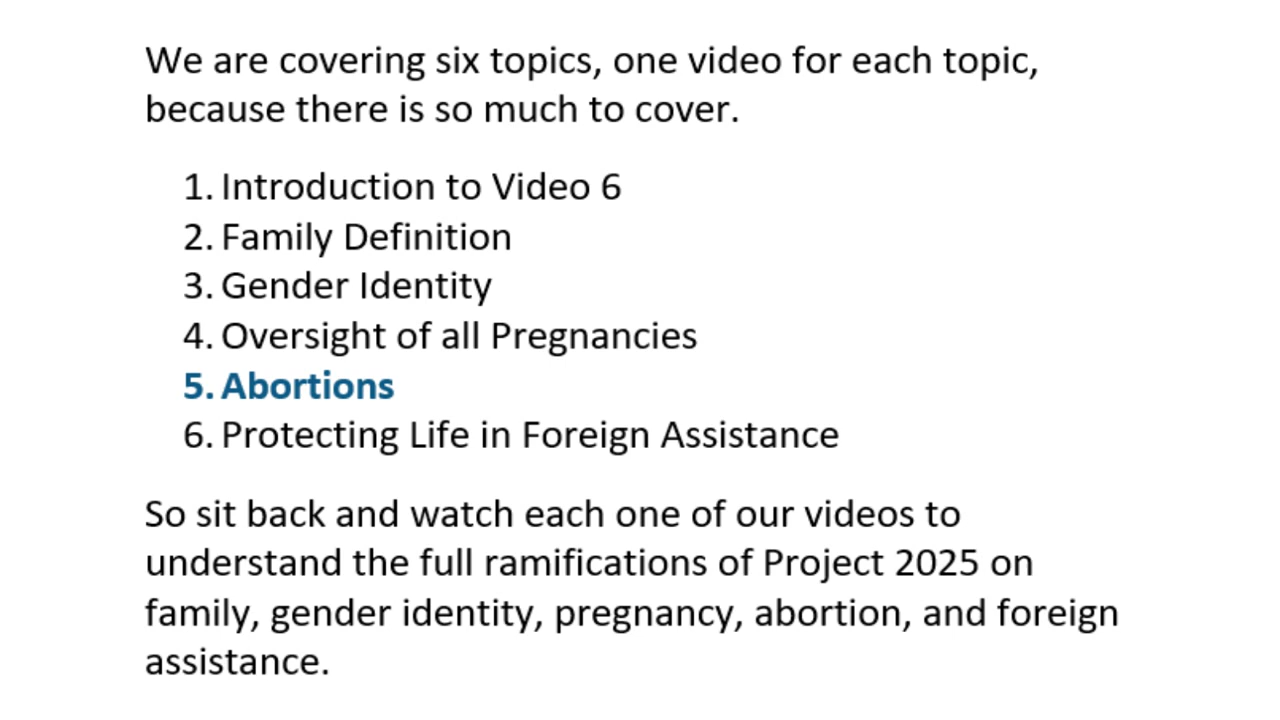 We are covering six topics, one video for each topic,
because there is so much to cover.
1. Introduction to Video 6
2. Family Definition
3. Gender Identity
4. Oversight of all Pregnancies
5. Abortions
6. Protecting Life in Foreign Assistance
So sit back and watch each one of our videos to
understand the full ramifications of Project 2025 on
family, gender identity, pregnancy, abortion, and foreign
assistance.